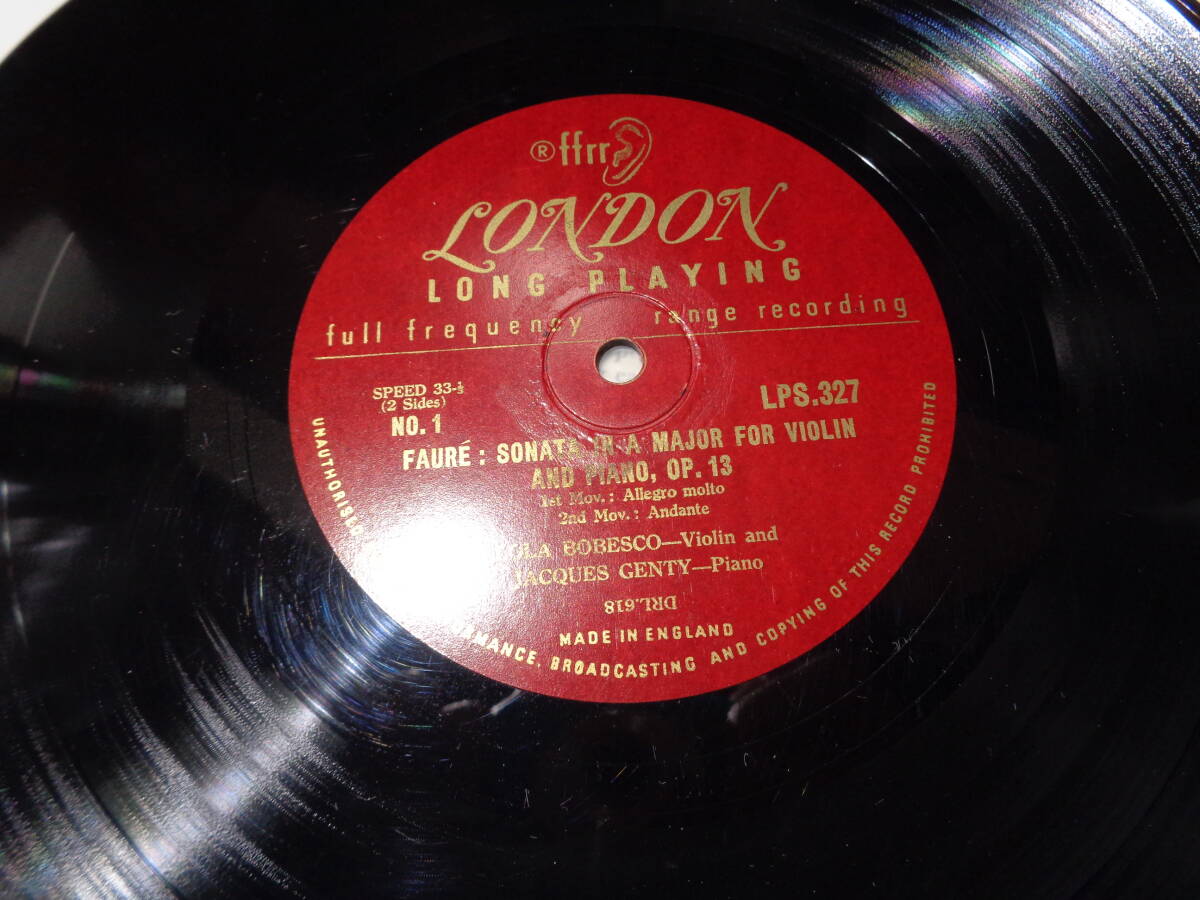 ®ffrr
LONDON
LONG PLAYING
full frequency range recording
SPEED 33-⅓
(2 Sides)
NO. 1
LPS.327
FAURÉ : SONATA IN A MAJOR FOR VIOLIN
AND PIANO, OP. 13
1st Mov.: Allegro molto
2nd Mov.: Andante
OLA BOBESCO—Violin and
JACQUES GENTY—Piano
DRL.618
MADE IN ENGLAND
UNAUTHORISED RMANCE, BROADCASTING AND COPYING OF THIS RECORD PROHIBITED